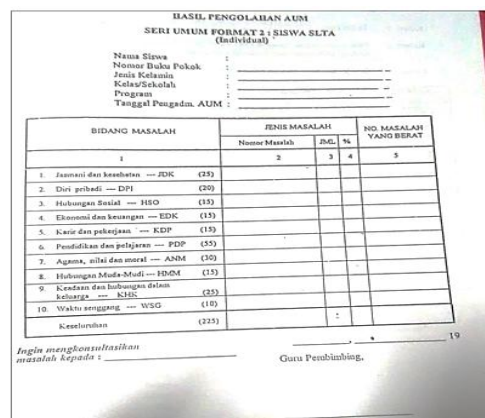 HASIL PENGOLAHAN AUM
SERI UMUM FORMAT 2 : SISWA SLTA
(Individual)
Nama Siswa :
Nomor Buku Pokok :
Jenis Kelamin :
Kelas/Sekolah :
Program :
Tanggal Pengadm. AUM :
BIDANG MASALAH JENIS MASALAH NO. MASALAH YANG BERAT
Nomor Masalah JML %
1 2 3 4 5
1. Jasmani dan kesehatan --- JDK (25)
2. Diri pribadi --- DPI (20)
3. Hubungan Sosial --- HSO (15)
4. Ekonomi dan keuangan --- EDK (15)
5. Karir dan pekerjaan --- KDP (15)
6. Pendidikan dan pelajaran --- PDP (55)
7. Agama, nilai dan moral --- ANM (30)
8. Hubungan Muda-Mudi --- HMM (15)
9. Keadaan dan hubungan dalam
keluarga --- KHK (25)
10. Waktu senggang --- WSG (10)
Keseluruhan (225) :
Ingin mengkonsultasikan
masalah kepada : , 19
Guru Pembimbing,